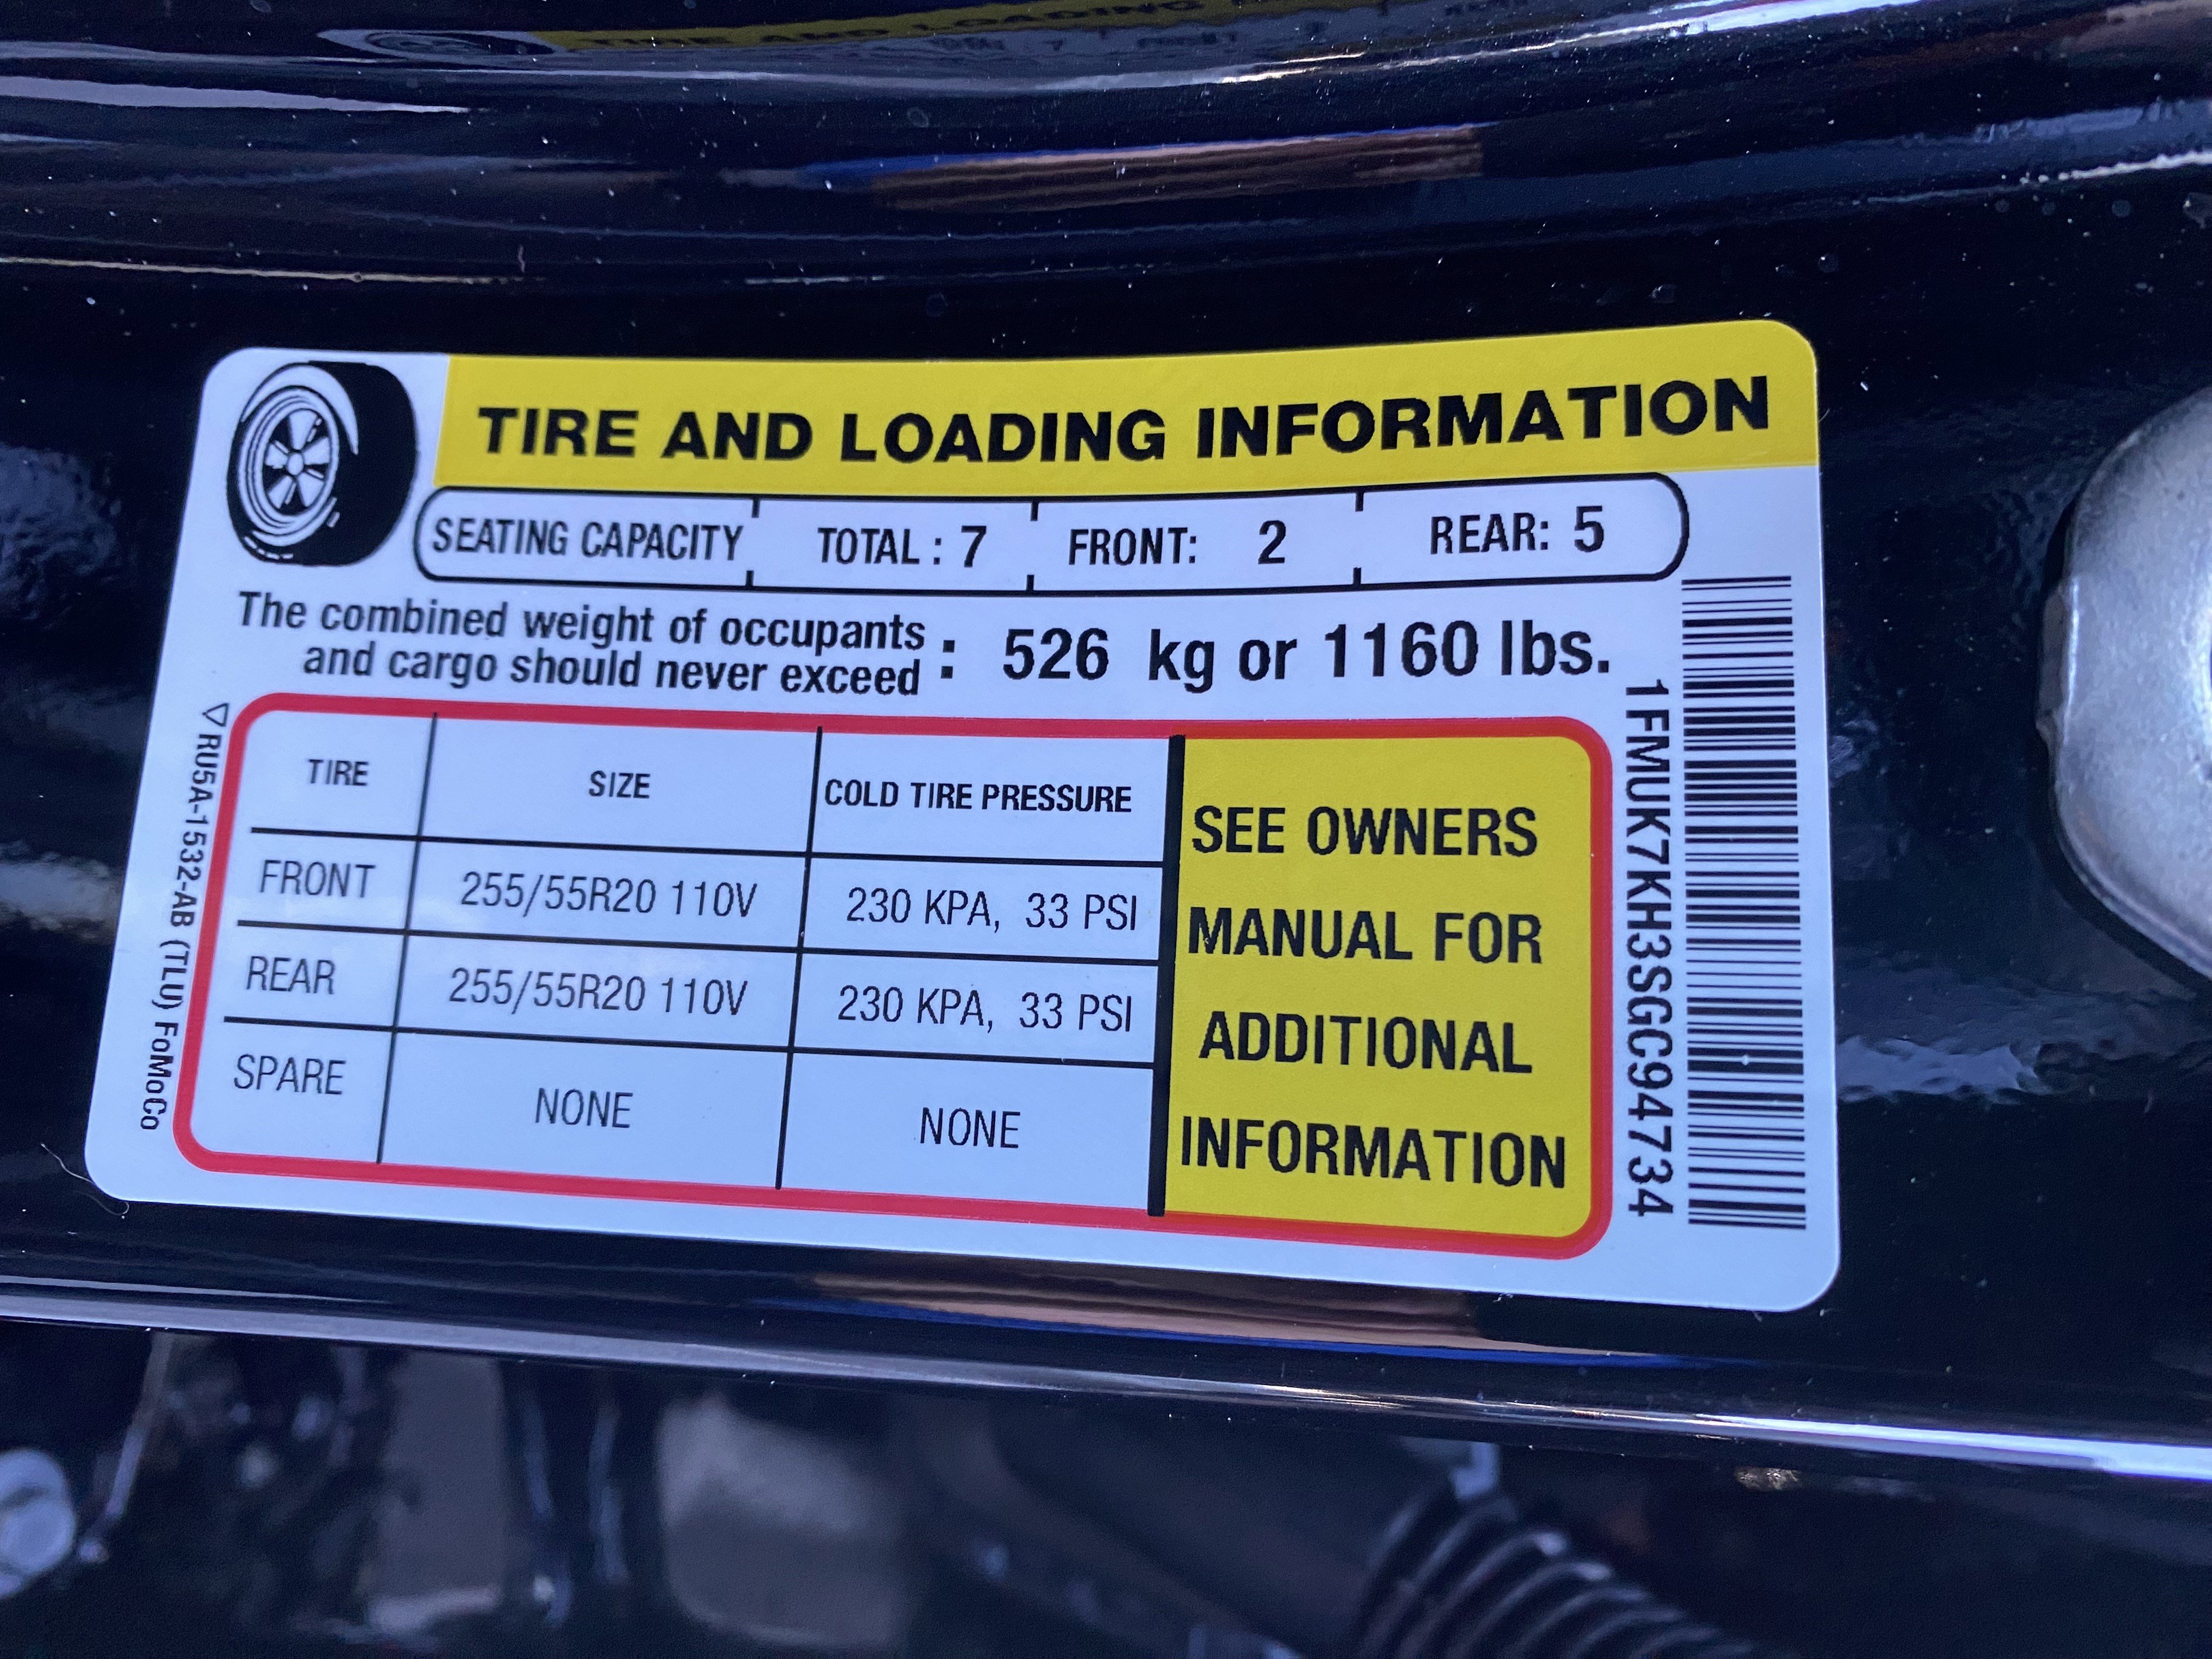 TIRE AND LOADING INFORMATION
SEATING CAPACITY TOTAL : 7 FRONT: 2 REAR: 5
The combined weight of occupants
and cargo should never exceed : 526 kg or 1160 lbs.
TIRE SIZE COLD TIRE PRESSURE
FRONT 255/55R20 110V 230 KPA, 33 PSI
REAR 255/55R20 110V 230 KPA, 33 PSI
SPARE NONE NONE
SEE OWNERS
MANUAL FOR
ADDITIONAL
INFORMATION
1FMUK7KH3SGC94734
RU5A-1532-AB (TLU) FoMoCo